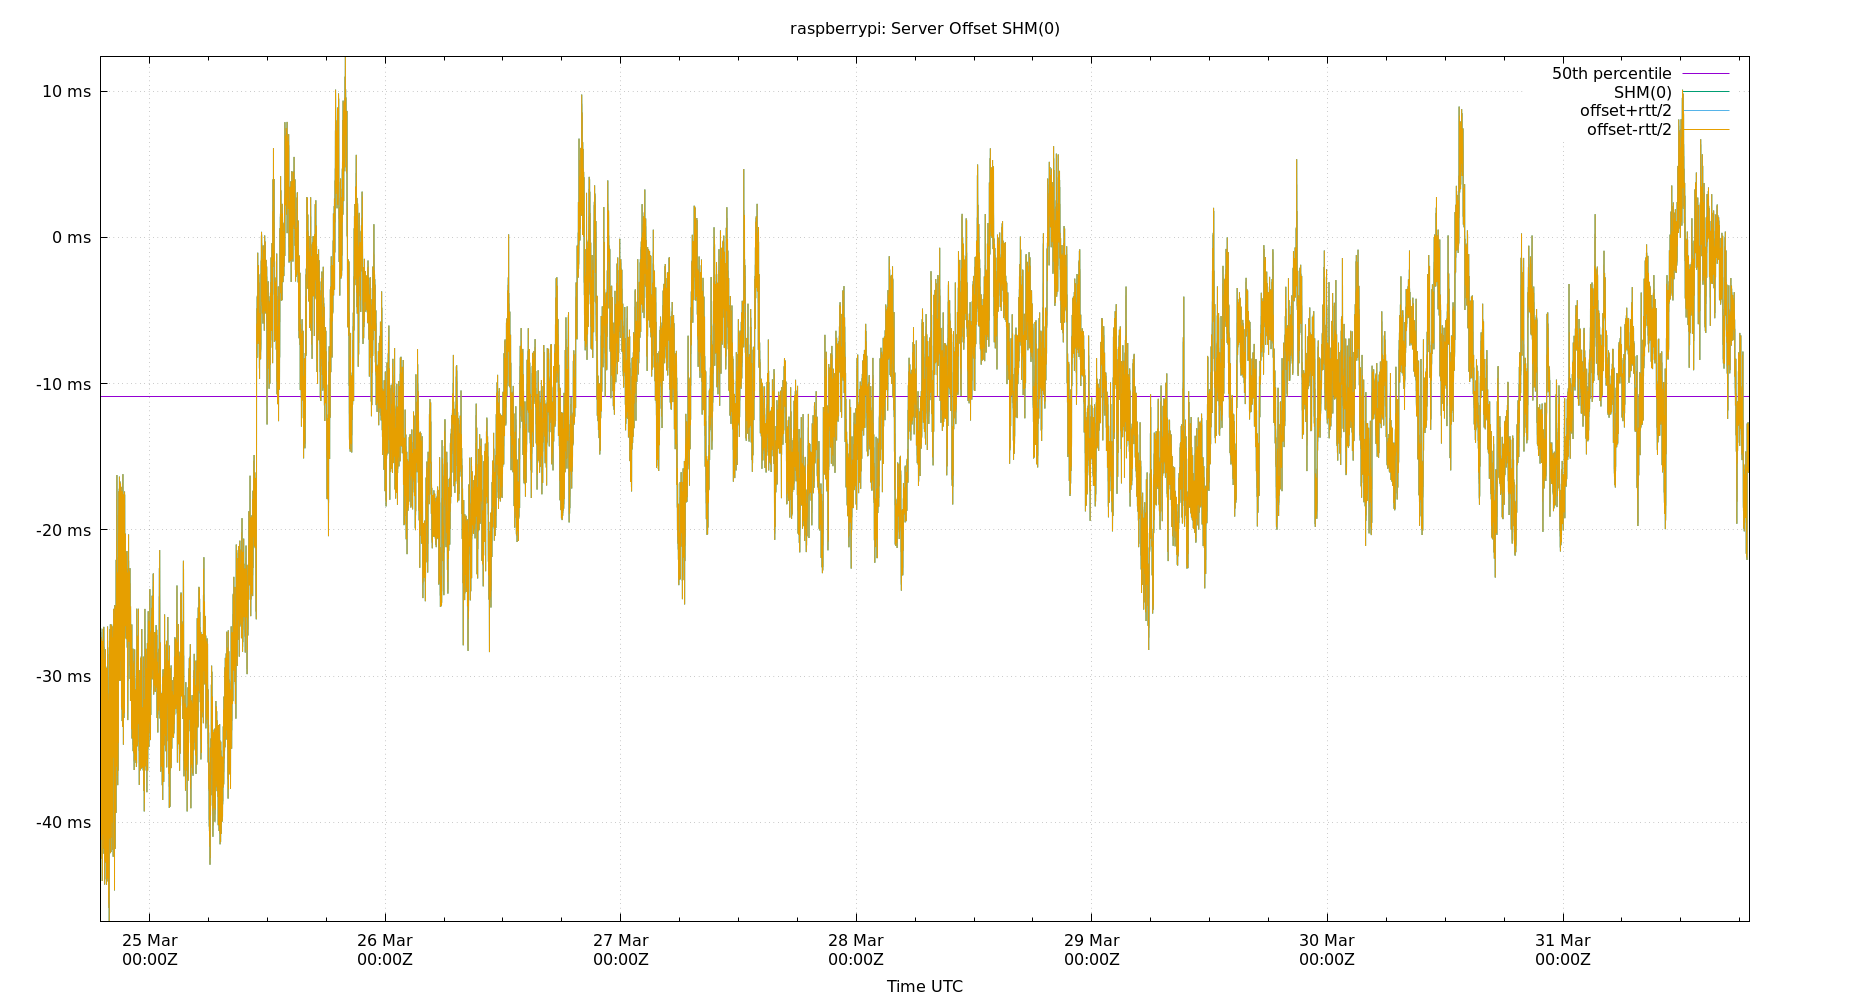 raspberrypi: Server Offset SHM(0)
50th percentile
SHM(0)
offset+rtt/2
offset-rtt/2
10 ms
0 ms
-10 ms
-20 ms
-30 ms
-40 ms
25 Mar
00:00Z
26 Mar
00:00Z
27 Mar
00:00Z
28 Mar
00:00Z
29 Mar
00:00Z
30 Mar
00:00Z
31 Mar
00:00Z
Time UTC